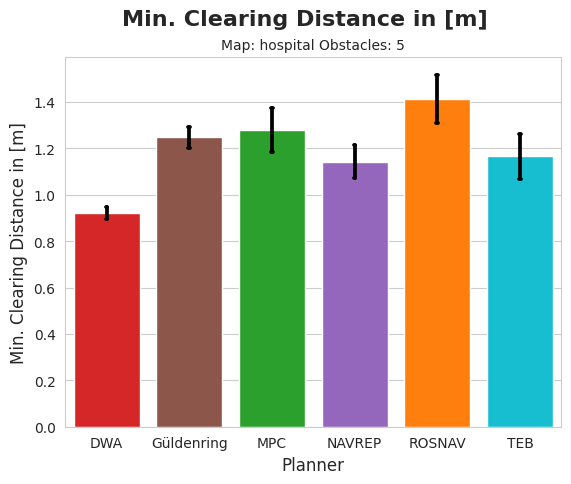 Min. Clearing Distance in [m]
Map: hospital Obstacles: 5
Min. Clearing Distance in [m]
1.4
1.2
1.0
0.8
0.6
0.4
0.2
0.0
DWA Güldenring MPC NAVREP ROSNAV TEB
Planner